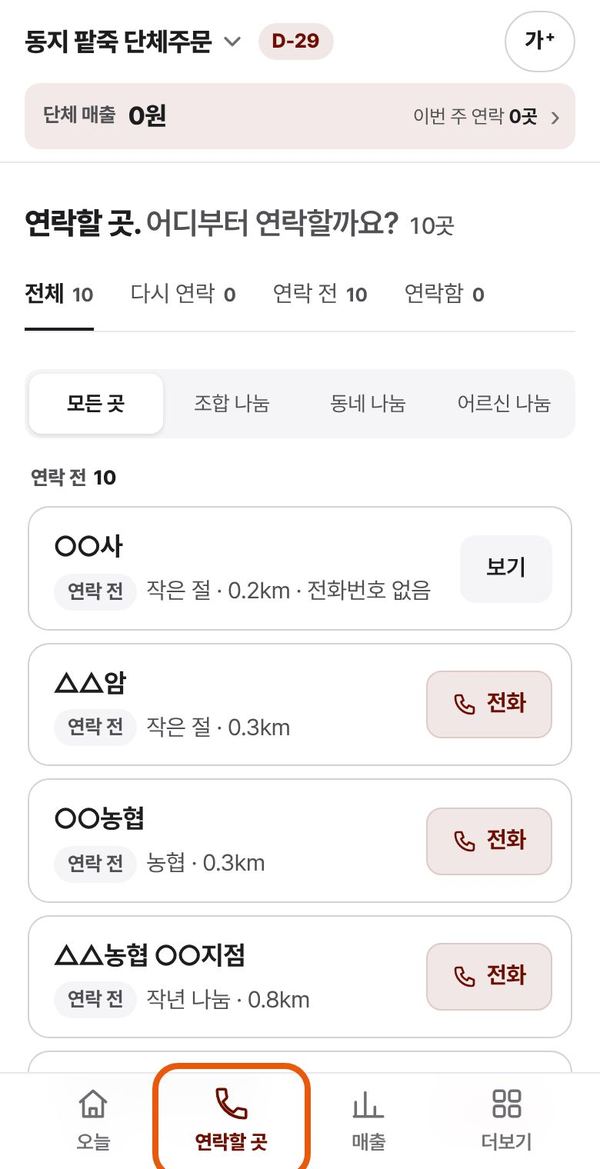 동지 팥죽 단체주문 D-29 가+
단체 매출 0원 이번 주 연락 0곳
연락할 곳. 어디부터 연락할까요? 10곳
전체 10 다시 연락 0 연락 전 10 연락함 0
모든 곳 조합 나눔 동네 나눔 어르신 나눔
연락 전 10
○○사
연락 전 작은 절 · 0.2km · 전화번호 없음
보기
△△암
연락 전 작은 절 · 0.3km
전화
○○농협
연락 전 농협 · 0.3km
전화
△△농협 ○○지점
연락 전 작년 나눔 · 0.8km
전화
오늘 연락할 곳 매출 더보기